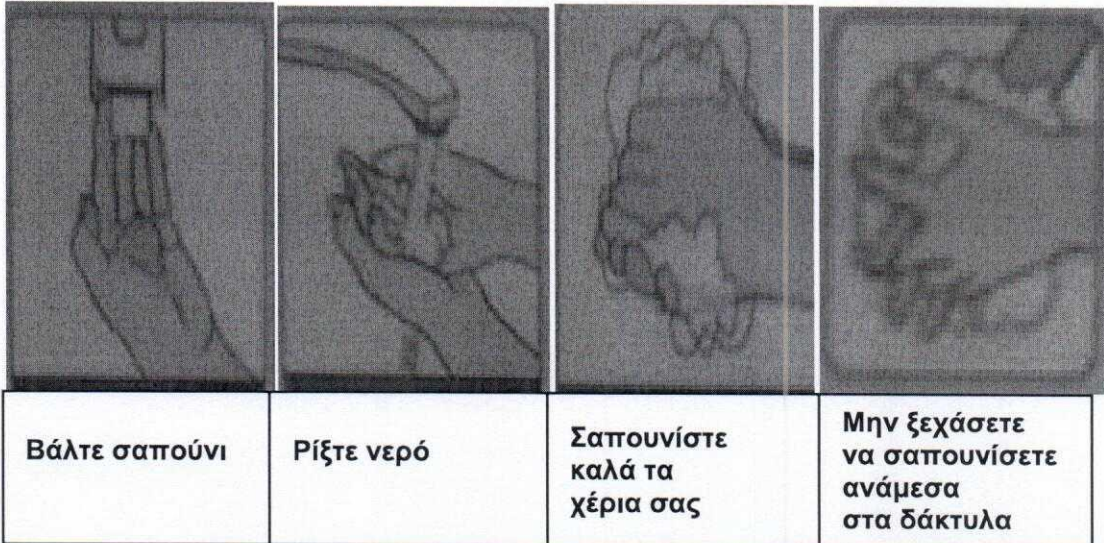 Βάλτε σαπούνι
Ρίξτε νερό
Σαπουνίστε
καλά τα
χέρια σας
Μην ξεχάσετε
να σαπουνίσετε
ανάμεσα
στα δάκτυλα